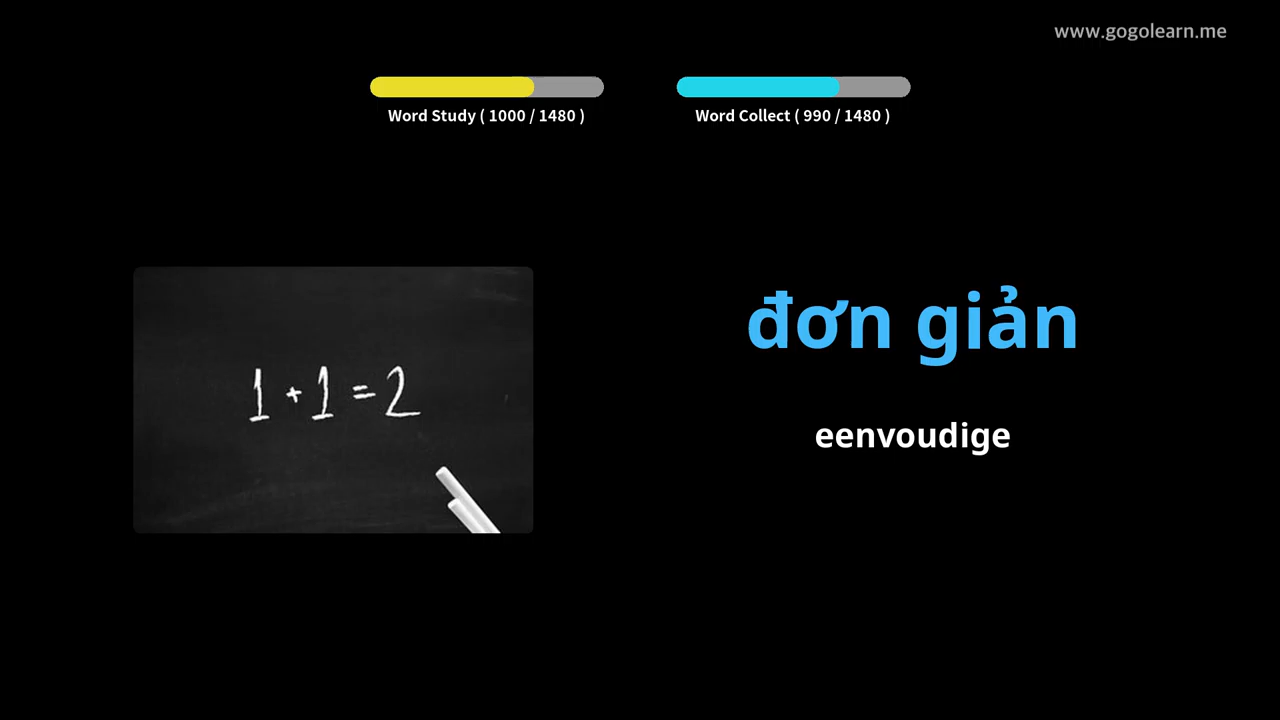 www.gogolearn.me
Word Study ( 1000 / 1480 )
Word Collect ( 990 / 1480 )
1 + 1 = 2
đơn giản
eenvoudige